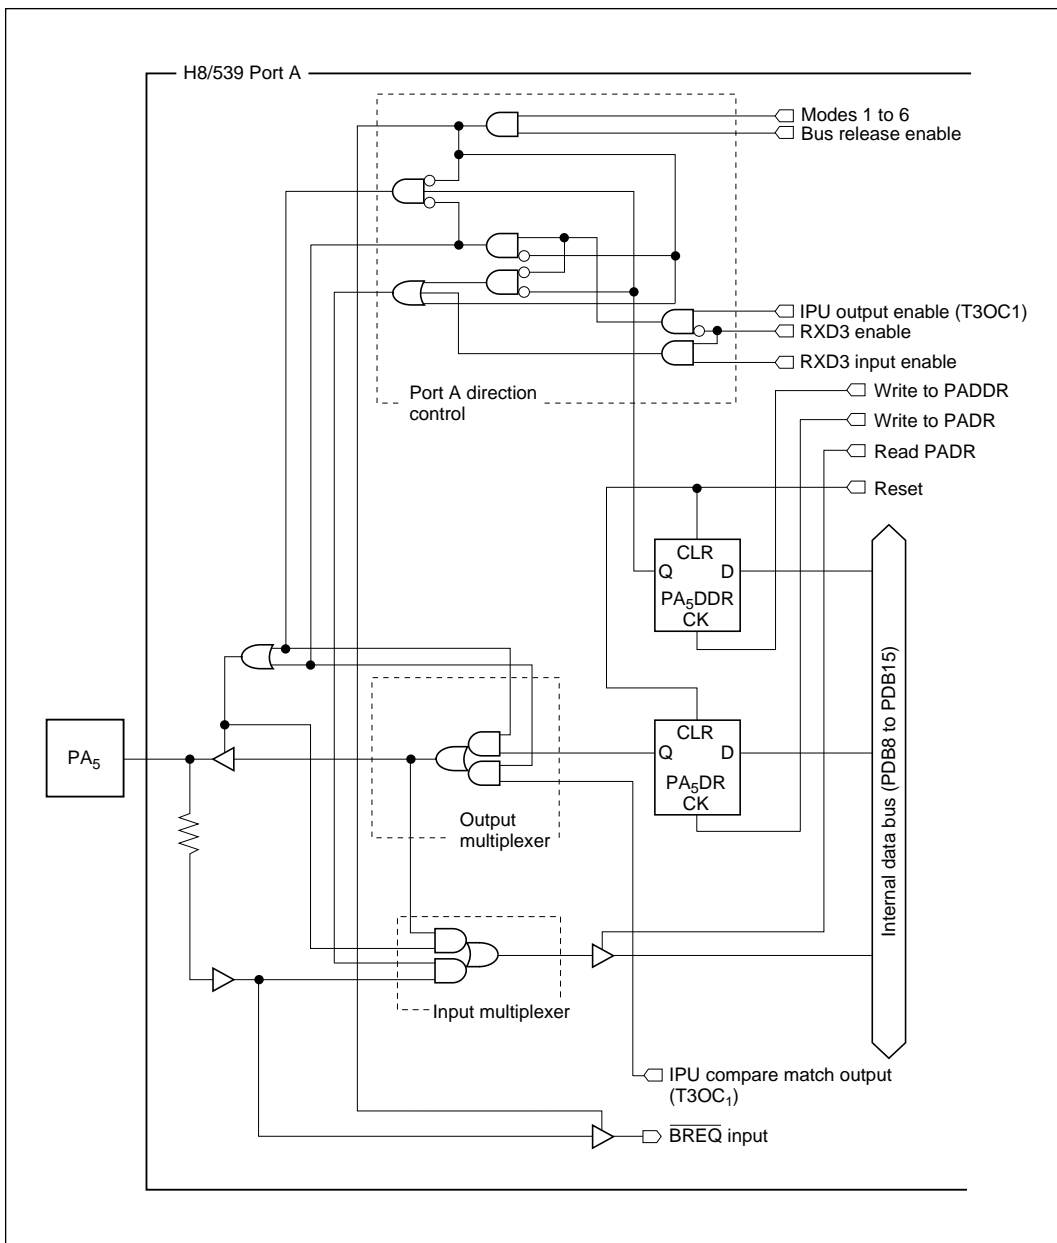 H8/539 Port A
Modes 1 to 6
Bus release enable
IPU output enable (T3OC1)
RXD3 enable
RXD3 input enable
Port A direction
control
Write to PADDR
Write to PADR
Read PADR
Reset
CLR
Q D
PA5DDR
CK
Internal data bus (PDB8 to PDB15)
PA5
CLR
Q D
PA5DR
CK
Output
multiplexer
Input multiplexer
IPU compare match output
(T3OC1)
BREQ input